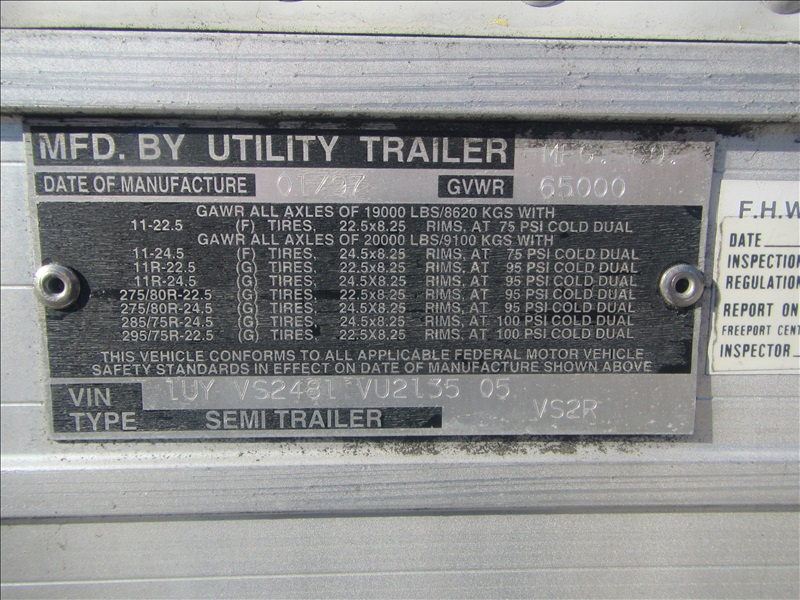 MFD. BY UTILITY TRAILER MFG. CO.
DATE OF MANUFACTURE 01/97 GVWR 65000
GAWR ALL AXLES OF 19000 LBS/8620 KGS WITH
11-22.5 (F) TIRES, 22.5x8.25 RIMS, AT 75 PSI COLD DUAL
GAWR ALL AXLES OF 20000 LBS/9100 KGS WITH
11-24.5 (F) TIRES, 24.5x8.25 RIMS, AT 75 PSI COLD DUAL
11R-22.5 (G) TIRES, 22.5x8.25 RIMS, AT 95 PSI COLD DUAL
11R-24.5 (G) TIRES, 24.5x8.25 RIMS, AT 95 PSI COLD DUAL
275/80R-22.5 (G) TIRES, 22.5x8.25 RIMS, AT 95 PSI COLD DUAL
275/80R-24.5 (G) TIRES, 24.5x8.25 RIMS, AT 95 PSI COLD DUAL
285/75R-24.5 (G) TIRES, 24.5x8.25 RIMS, AT 100 PSI COLD DUAL
295/75R-22.5 (G) TIRES, 22.5x8.25 RIMS, AT 100 PSI COLD DUAL
THIS VEHICLE CONFORMS TO ALL APPLICABLE FEDERAL MOTOR VEHICLE
SAFETY STANDARDS IN EFFECT ON DATE OF MANUFACTURE SHOWN ABOVE
VIN 1UY VS2481 VU2135 05
TYPE SEMI TRAILER VS2R
F.H.W
DATE
INSPECTION
REGULATION
REPORT ON
FREEPORT CENT
INSPECTOR